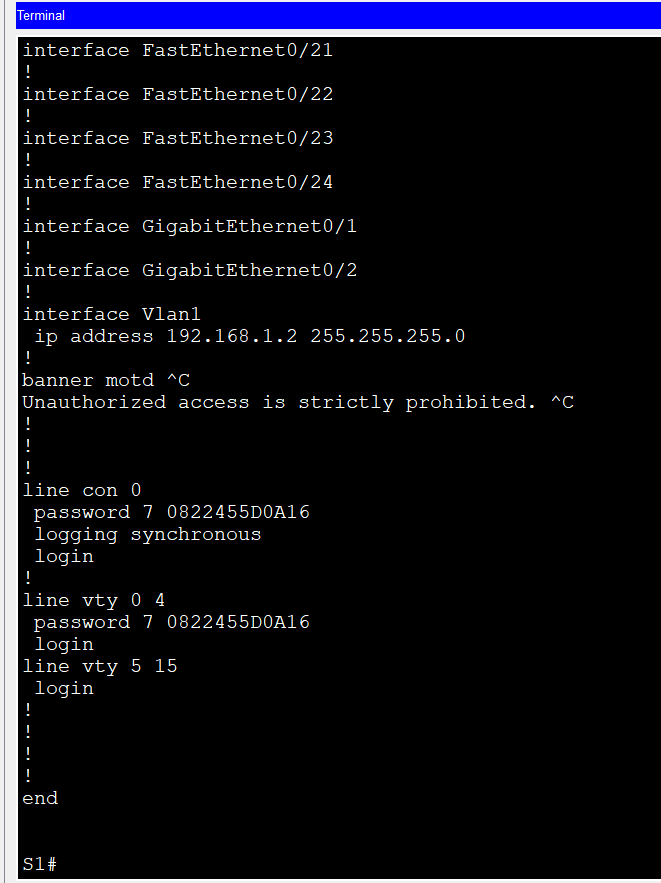 Terminal
interface FastEthernet0/21
!
interface FastEthernet0/22
!
interface FastEthernet0/23
!
interface FastEthernet0/24
!
interface GigabitEthernet0/1
!
interface GigabitEthernet0/2
!
interface Vlan1
 ip address 192.168.1.2 255.255.255.0
!
banner motd ^C
Unauthorized access is strictly prohibited. ^C
!
!
!
line con 0
 password 7 0822455D0A16
 logging synchronous
 login
!
line vty 0 4
 password 7 0822455D0A16
 login
line vty 5 15
 login
!
!
!
!
end
S1#